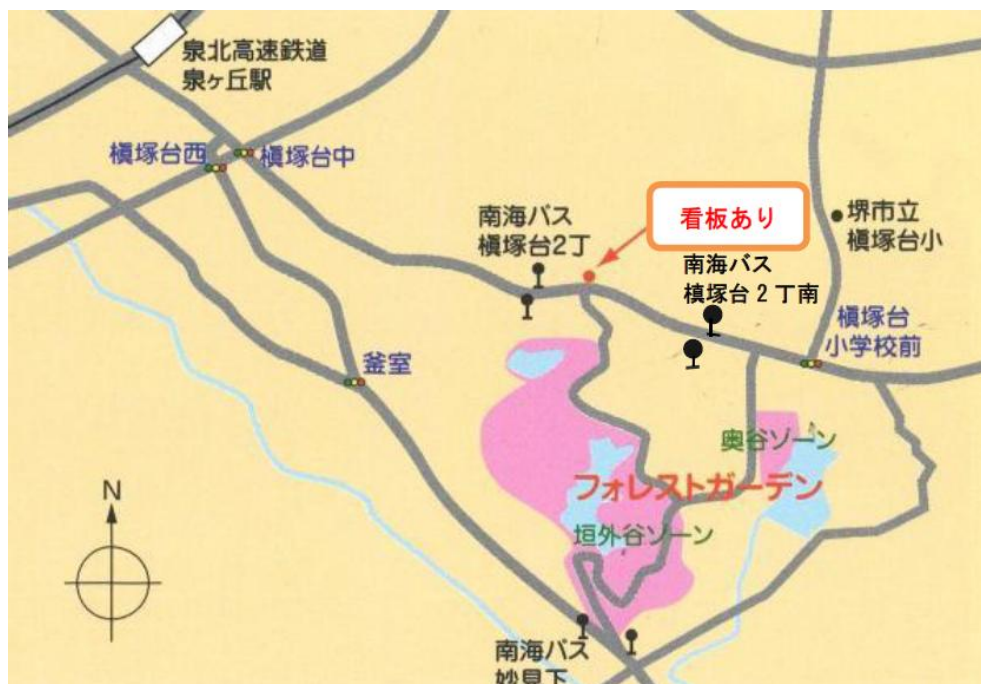 泉北高速鉄道
泉ヶ丘駅
槇塚台西
槇塚台中
南海バス
槇塚台2丁
看板あり
堺市立
槇塚台小
南海バス
槙塚台2丁南
槇塚台
小学校前
釜室
奥谷ゾーン
フォレストガーデン
垣外谷ゾーン
N
南海バス
妙見下